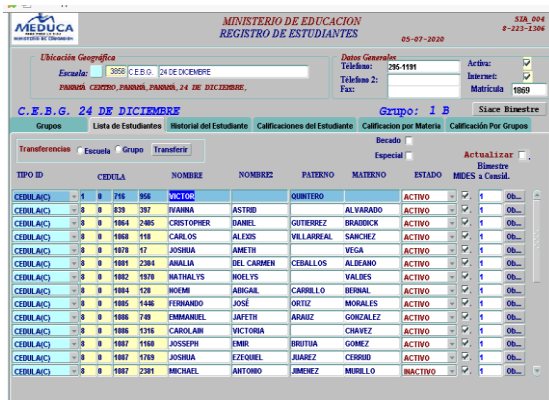 MEDUCA
MINISTERIO DE EDUCACION
REGISTRO DE ESTUDIANTES
SIA_004
8-223-1306
05-07-2020
Ubicación Geográfica
Escuela: 3858 C.E.B.G. 24 DE DICIEMBRE
PANAMÁ CENTRO, PANAMÁ, PANAMÁ, 24 DE DICIEMBRE,
Datos Generales
Télefono: 295-1191
Télefono 2:
Fax:
Activa:
Internet:
Matrícula 1869
C.E.B.G. 24 DE DICIEMBRE Grupo: 1 B Siace Bimestre
Grupos Lista de Estudiantes Historial del Estudiante Calificaciones del Estudiante Calificacion por Materia Calificación Por Grupos
Transferencias Escuela Grupo Transferir
Becado
Especial
Actualizar
TIPO ID CEDULA NOMBRE NOMBRE2 PATERNO MATERNO ESTADO MIDES Bimestre a Consid.
CEDULA(C) 1 0 716 956 VICTOR QUINTERO ACTIVO 1 Ob...
CEDULA(C) 8 0 839 397 IVANNA ASTRID ALVARADO ACTIVO 1 Ob...
CEDULA(C) 8 0 1064 2405 CRISTOPHER DANIEL GUTIERREZ BRADDICK ACTIVO 1 Ob...
CEDULA(C) 8 0 1068 118 CARLOS ALEXIS VILLARREAL SANCHEZ ACTIVO 1 Ob...
CEDULA(C) 8 0 1078 17 JOSHUA AMETH VEGA ACTIVO 1 Ob...
CEDULA(C) 8 0 1081 2304 ANALIA DEL CARMEN CEBALLOS ALDEANO ACTIVO 1 Ob...
CEDULA(C) 8 0 1082 1978 NATHALYS NOELYS VALDES ACTIVO 1 Ob...
CEDULA(C) 8 0 1084 128 NOEMI ABIGAIL CARRILLO BERNAL ACTIVO 1 Ob...
CEDULA(C) 8 0 1085 1446 FERNANDO JOSÉ ORTIZ MORALES ACTIVO 1 Ob...
CEDULA(C) 8 0 1086 749 EMMANUEL JAFETH ARAUZ GONZALEZ ACTIVO 1 Ob...
CEDULA(C) 8 0 1086 1316 CAROLAIN VICTORIA CHAVEZ ACTIVO 1 Ob...
CEDULA(C) 8 0 1087 1160 JOSSEPH EMIR BRUTUA GOMEZ ACTIVO 1 Ob...
CEDULA(C) 8 0 1087 1769 JOSHUA EZEQUIEL JUAREZ CERRUD ACTIVO 1 Ob...
CEDULA(C) 8 0 1087 2381 MICHAEL ANTONIO JIMENEZ MURILLO INACTIVO 1 Ob...